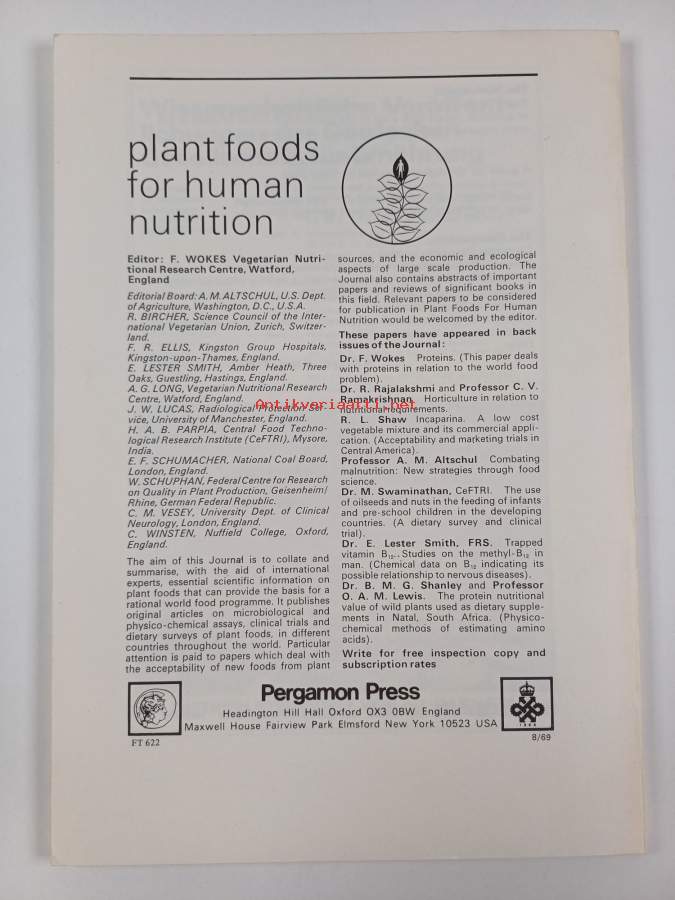 plant foods
for human
nutrition
Editor: F. WOKES Vegetarian Nutri-
tional Research Centre, Watford,
England
Editorial Board: A. M. ALTSCHUL, U.S. Dept.
of Agriculture, Washington, D.C., U.S.A.
R. BIRCHER, Science Council of the Inter-
national Vegetarian Union, Zurich, Switzer-
land.
F. R. ELLIS, Kingston Group Hospitals,
Kingston-upon-Thames, England.
E. LESTER SMITH, Amber Heath, Three
Oaks, Guestling, Hastings, England.
A. G. LONG, Vegetarian Nutritional Research
Centre, Watford, England.
J. W. LUCAS, Radiological Protection Ser-
vice, University of Manchester, England.
H. A. B. PARPIA, Central Food Techno-
logical Research Institute (CeFTRI), Mysore,
India.
E. F. SCHUMACHER, National Coal Board,
London, England.
W. SCHUPHAN, Federal Centre for Research
on Quality in Plant Production, Geisenheim/
Rhine, German Federal Republic.
C. M. VESEY, University Dept. of Clinical
Neurology, London, England.
C. WINSTEN, Nuffield College, Oxford,
England.
The aim of this Journal is to collate and
summarise, with the aid of international
experts, essential scientific information on
plant foods that can provide the basis for a
rational world food programme. It publishes
original articles on microbiological and
physico-chemical assays, clinical trials and
dietary surveys of plant foods, in different
countries throughout the world. Particular
attention is paid to papers which deal with
the acceptability of new foods from plant
sources, and the economic and ecological
aspects of large scale production. The
Journal also contains abstracts of important
papers and reviews of significant books in
this field. Relevant papers to be considered
for publication in Plant Foods For Human
Nutrition would be welcomed by the editor.
These papers have appeared in back
issues of the Journal:
Dr. F. Wokes Proteins. (This paper deals
with proteins in relation to the world food
problem).
Dr. R. Rajalakshmi and Professor C. V.
Ramakrishnan Horticulture in relation to
nutritional requirements.
R. L. Shaw Incaparina. A low cost
vegetable mixture and its commercial appli-
cation. (Acceptability and marketing trials in
Central America).
Professor A. M. Altschul Combating
malnutrition: New strategies through food
science.
Dr. M. Swaminathan, CeFTRI. The use
of oilseeds and nuts in the feeding of infants
and pre-school children in the developing
countries. (A dietary survey and clinical
trial).
Dr. E. Lester Smith, FRS. Trapped
vitamin B12.. Studies on the methyl-B12 in
man. (Chemical data on B12 indicating its
possible relationship to nervous diseases).
Dr. B. M. G. Shanley and Professor
O. A. M. Lewis. The protein nutritional
value of wild plants used as dietary supple-
ments in Natal, South Africa. (Physico-
chemical methods of estimating amino
acids).
Write for free inspection copy and
subscription rates
Antikvariaatti.net
Pergamon Press
Headington Hill Hall Oxford OX3 0BW England
Maxwell House Fairview Park Elmsford New York 10523 USA
FT 622
8/69